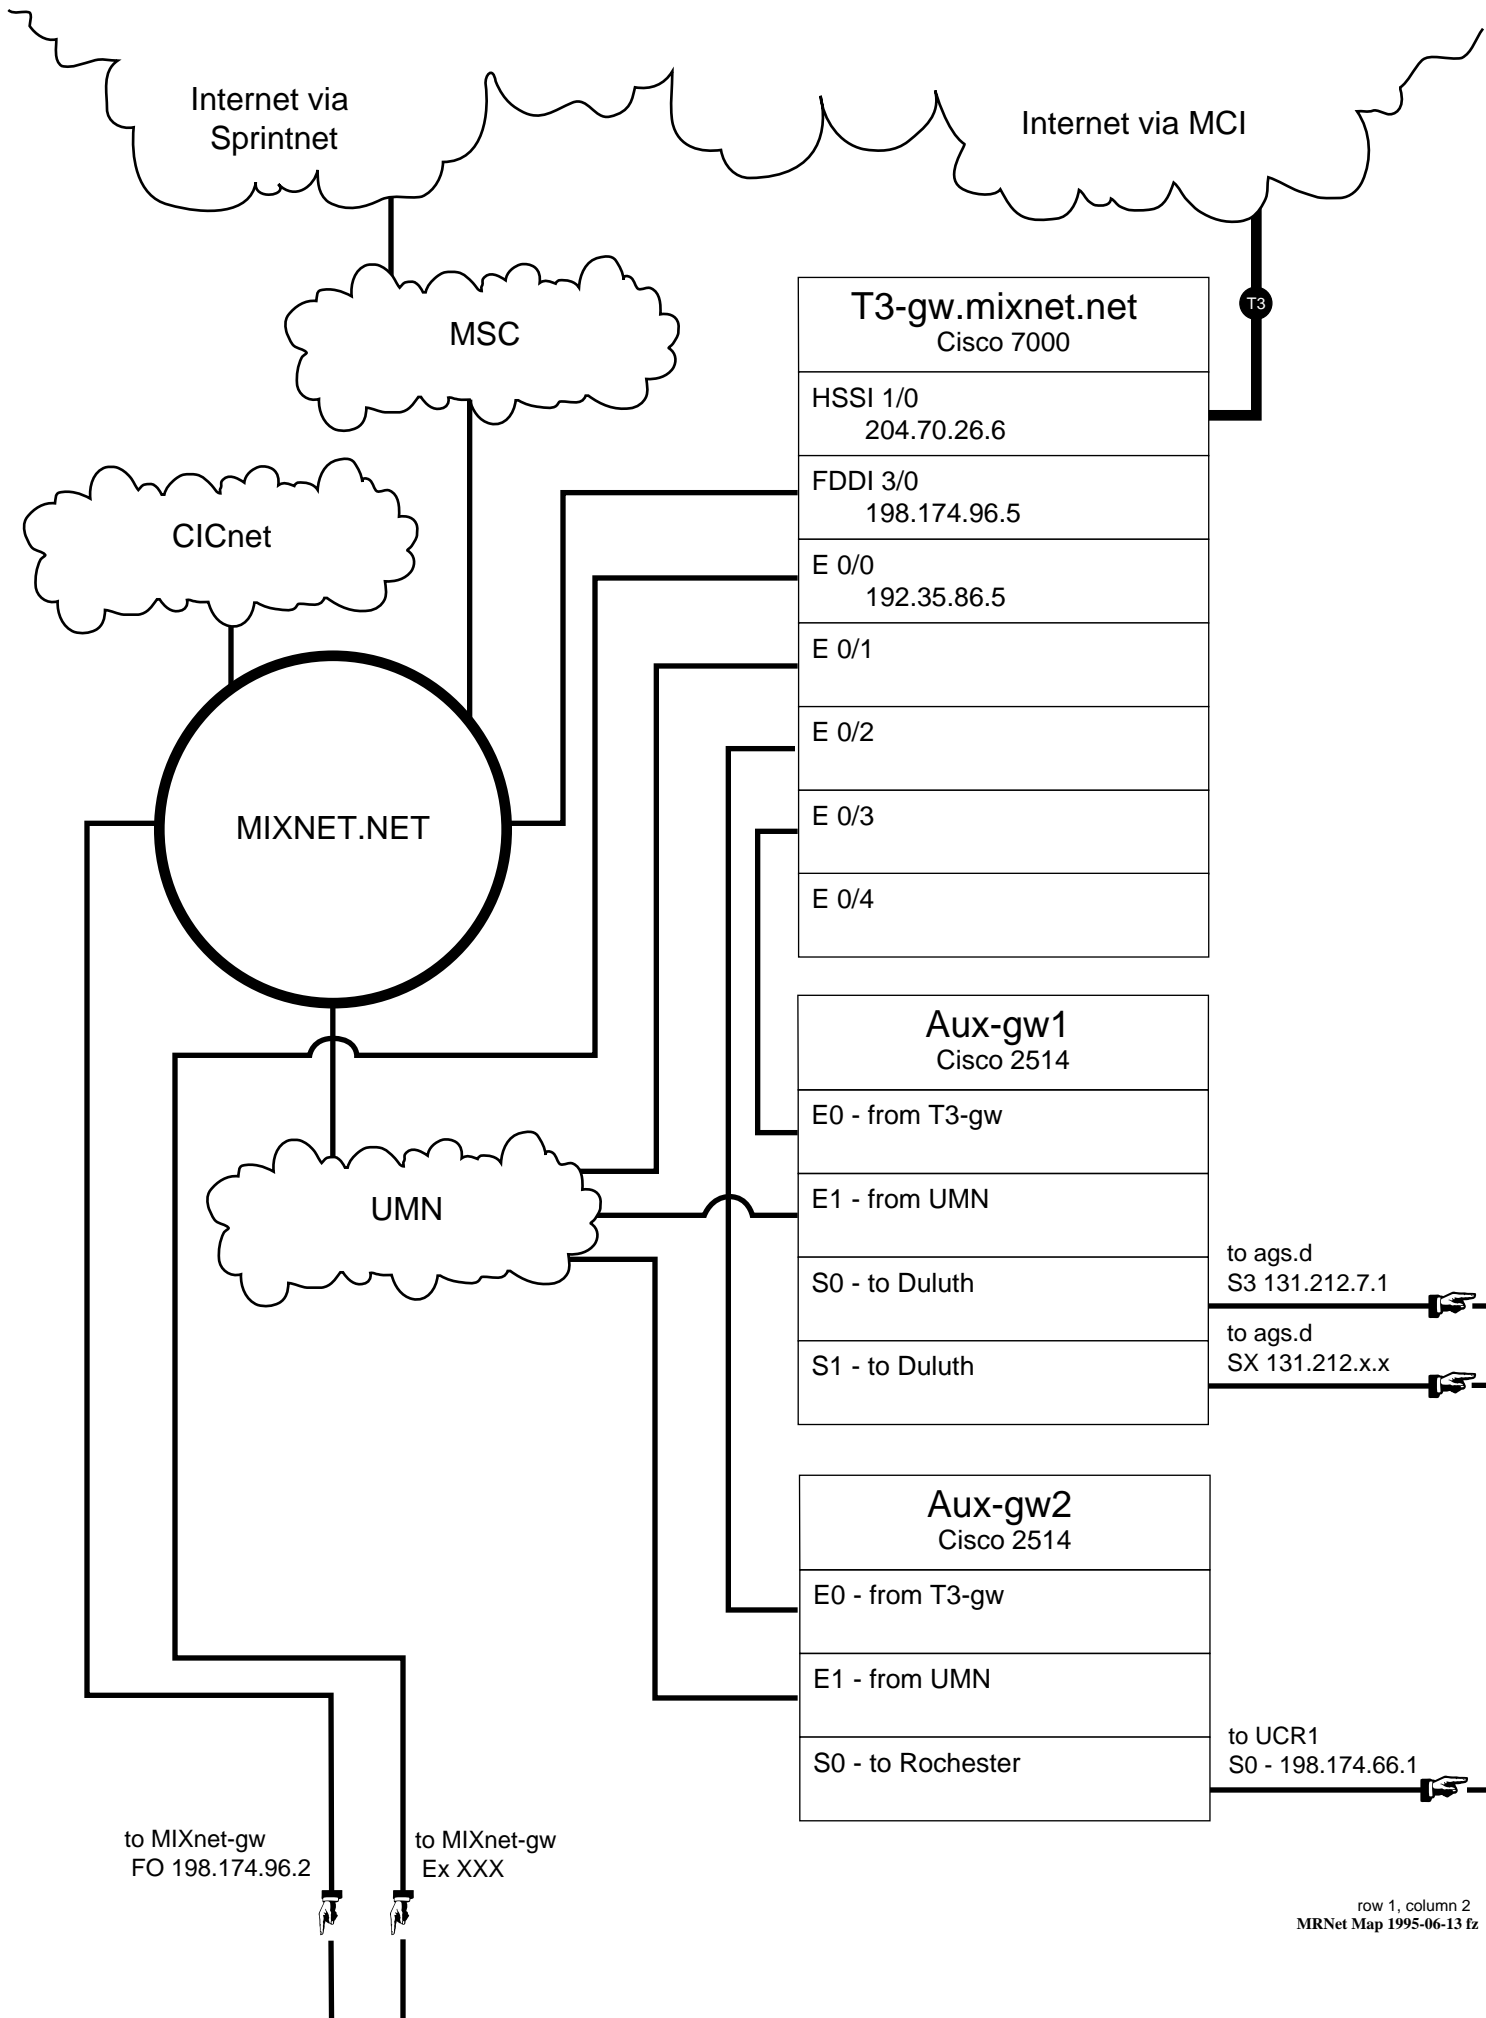 Internet via
Sprintnet
Internet via MCI
MSC
T3-gw.mixnet.net
Cisco 7000
T3
HSSI 1/0
204.70.26.6
FDDI 3/0
198.174.96.5
CICnet
E 0/0
192.35.86.5
E 0/1
E 0/2
E 0/3
MIXNET.NET
E 0/4
Aux-gw1
Cisco 2514
E0 - from T3-gw
E1 - from UMN
UMN
S0 - to Duluth
to ags.d
S3 131.212.7.1
S1 - to Duluth
to ags.d
SX 131.212.x.x
Aux-gw2
Cisco 2514
E0 - from T3-gw
E1 - from UMN
S0 - to Rochester
to UCR1
S0 - 198.174.66.1
to MIXnet-gw
FO 198.174.96.2
to MIXnet-gw
Ex XXX
row 1, column 2
MRNet Map 1995-06-13 fz